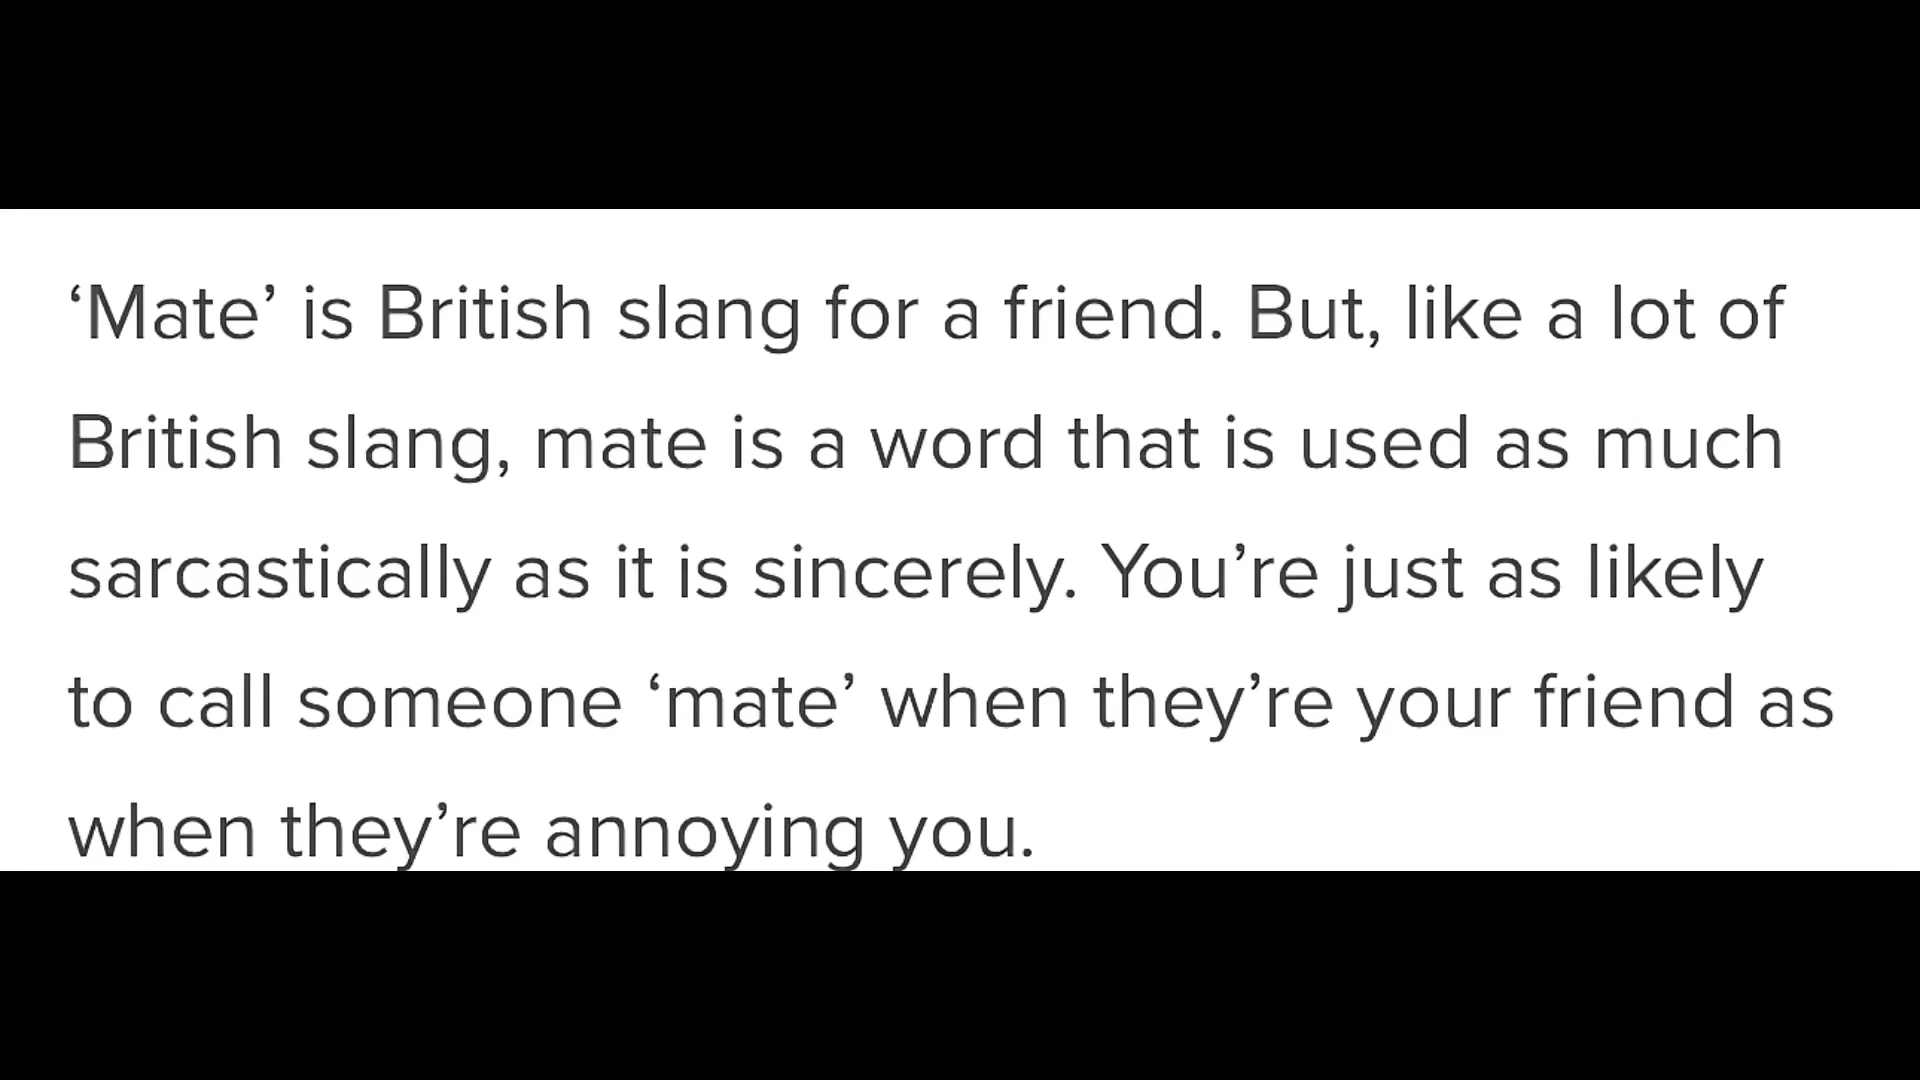 ‘Mate’ is British slang for a friend. But, like a lot of
British slang, mate is a word that is used as much
sarcastically as it is sincerely. You’re just as likely
to call someone ‘mate’ when they’re your friend as
when they’re annoying you.